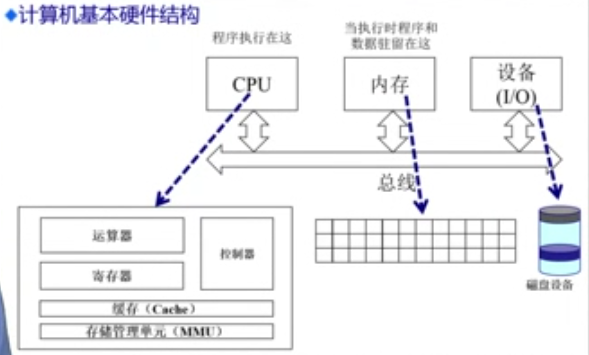 计算机基本硬件结构
程序执行在这
当执行时程序和
数据驻留在这
CPU
内存
设备
(I/O)
总线
运算器
控制器
寄存器
缓存（Cache）
存储管理单元（MMU）
磁盘设备